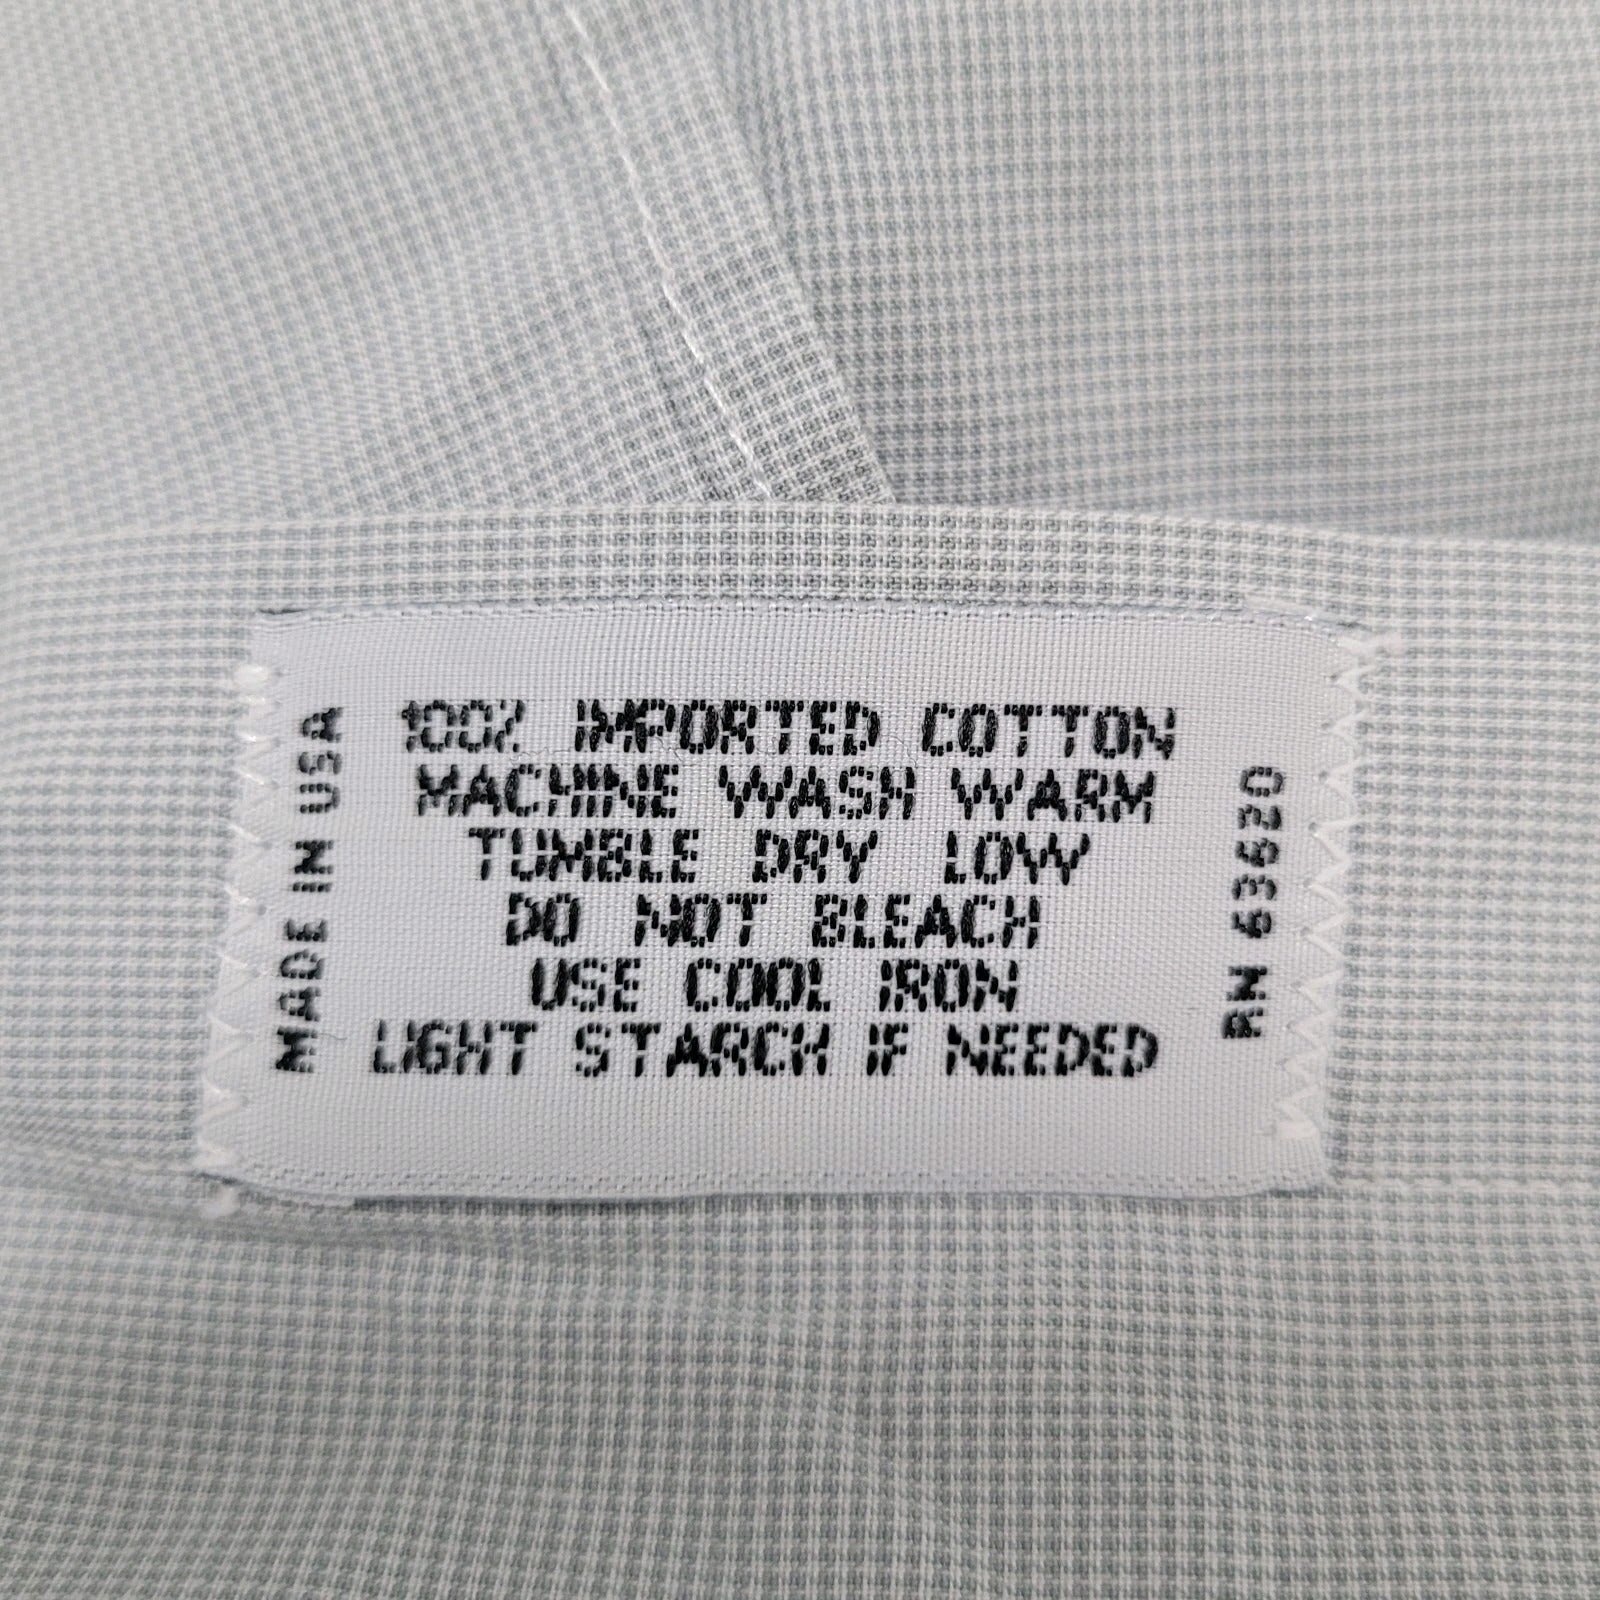 MADE IN USA
100% IMPORTED COTTON
MACHINE WASH WARM
TUMBLE DRY LOW
DO NOT BLEACH
USE COOL IRON
LIGHT STARCH IF NEEDED
RN 63620